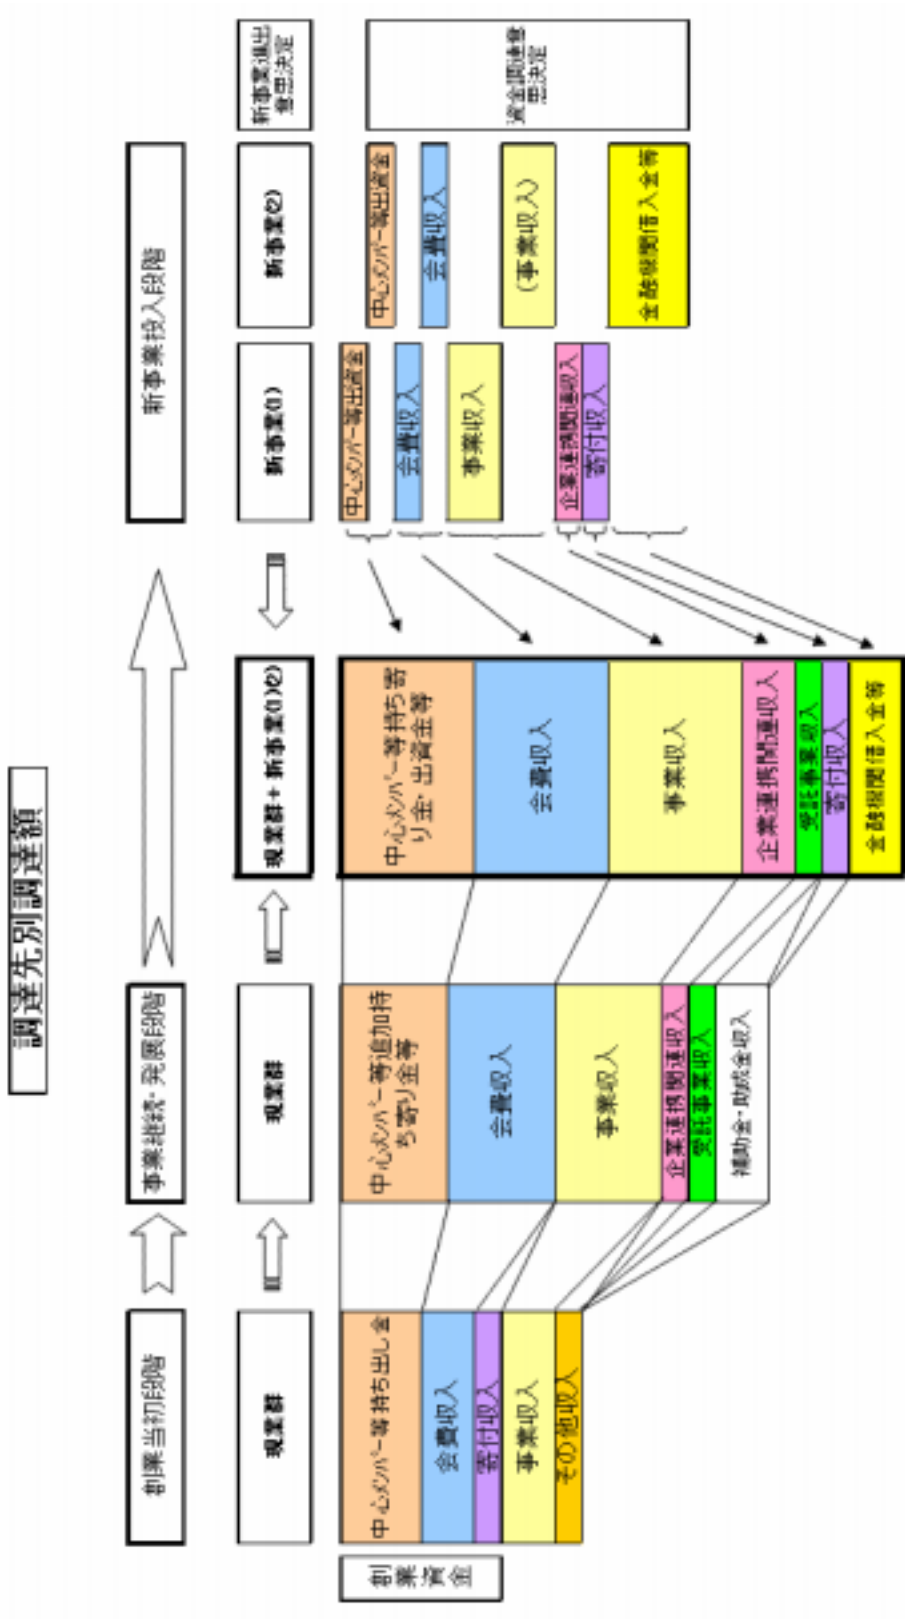 調達先別調達額
創業当初段階
事業継続・発展段階
新事業投入段階
現業群
現業群
現業群+新事業(1)(2)
新事業(1)
新事業(2)
新事業進出
意思決定
創業資金
中心メンバー等持ち出し金
会費収入
寄付収入
事業収入
その他収入
中心メンバー等追加持
ち寄り金等
会費収入
事業収入
企業連携関連収入
受託事業収入
補助金・助成金収入
中心メンバー等持ち寄
り金・出資金等
会費収入
事業収入
企業連携関連収入
受託事業収入
寄付収入
金融機関借入金等
中心メンバー等出資金
会費収入
事業収入
企業連携関連収入
寄付収入
中心メンバー等出資金
会費収入
(事業収入)
金融機関借入金等
資金調達意
思決定